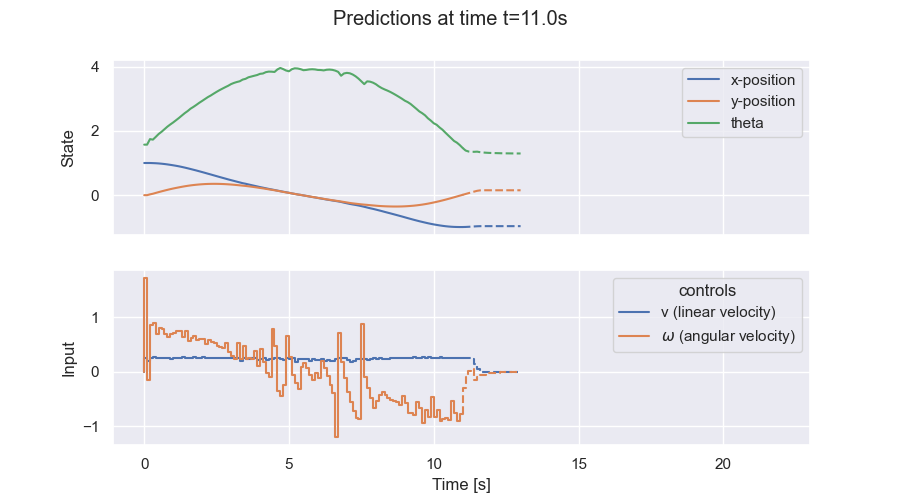 Predictions at time t=11.0s
4
2
0
State
x-position
y-position
theta
1
0
−1
Input
controls
v (linear velocity)
ω (angular velocity)
0
5
10
15
20
Time [s]